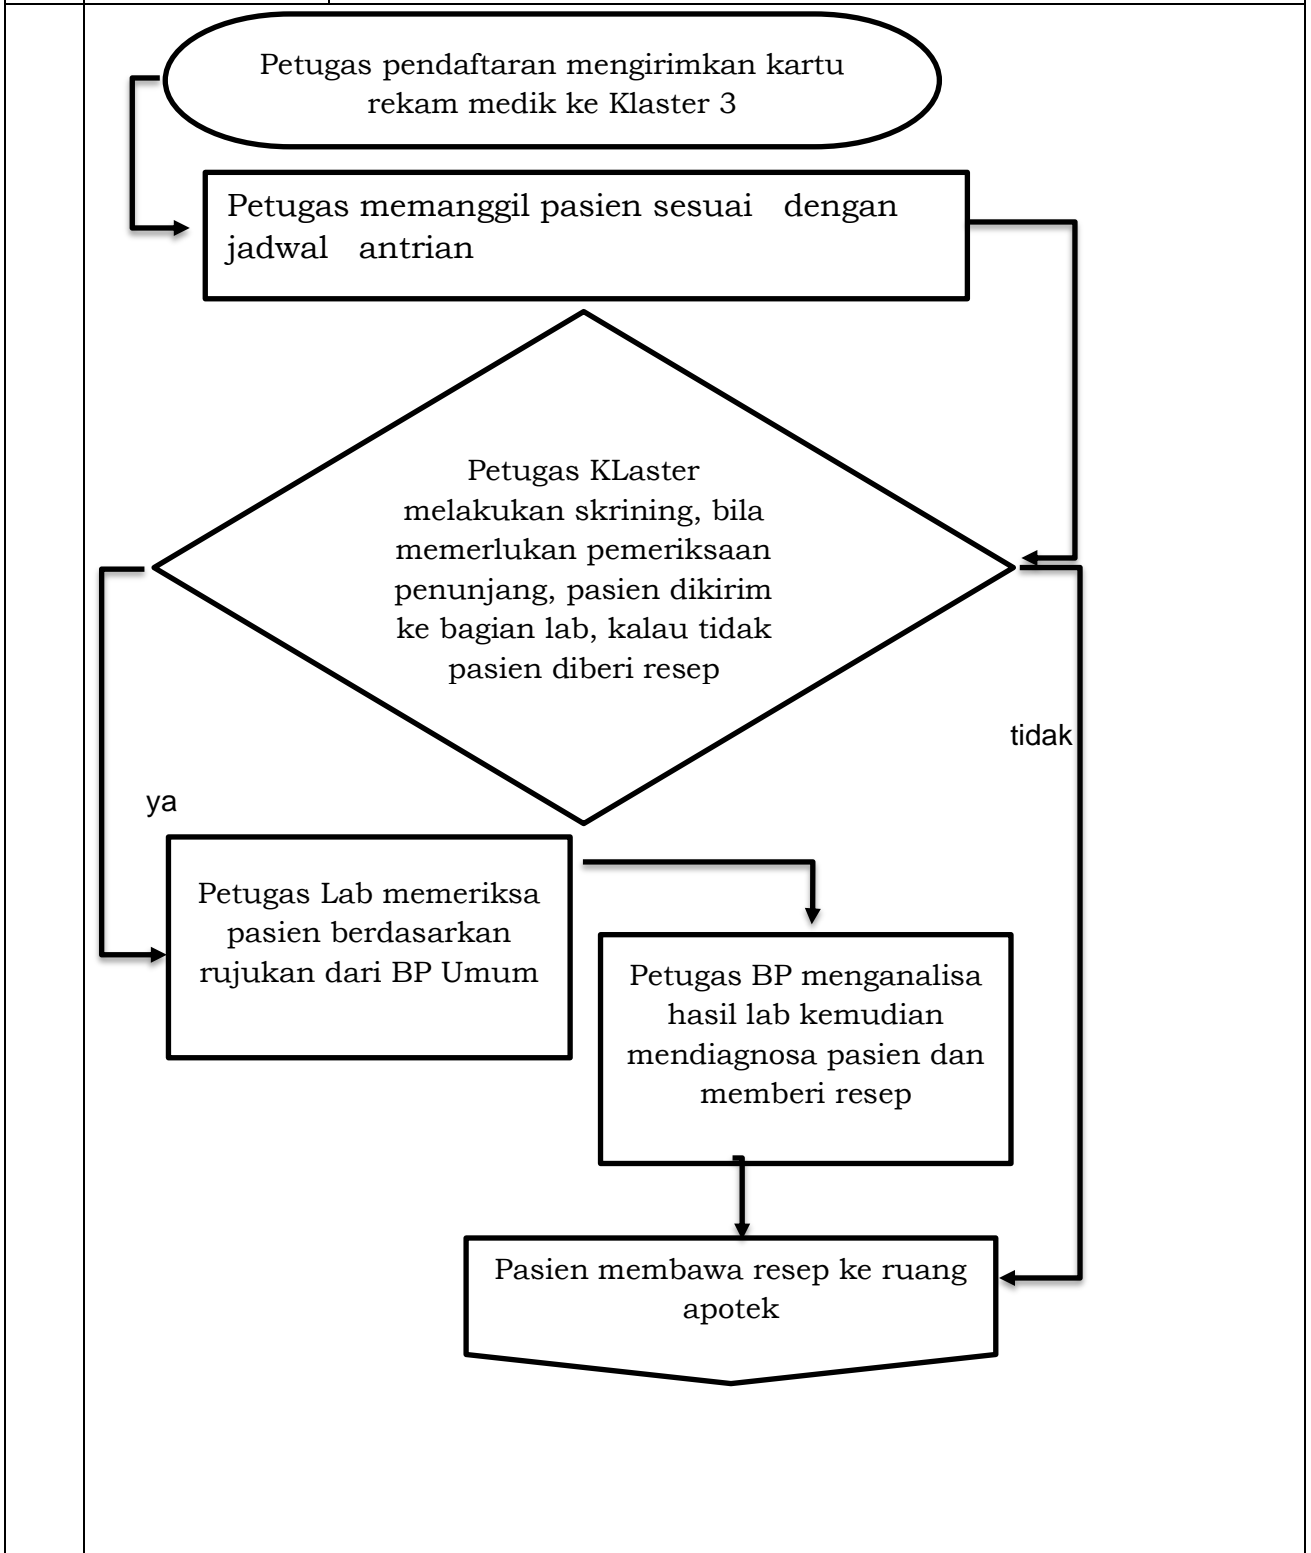 Petugas pendaftaran mengirimkan kartu
rekam medik ke Klaster 3
Petugas memanggil pasien sesuai dengan
jadwal antrian
Petugas KLaster
melakukan skrining, bila
memerlukan pemeriksaan
penunjang, pasien dikirim
ke bagian lab, kalau tidak
pasien diberi resep
tidak
ya
Petugas Lab memeriksa
pasien berdasarkan
rujukan dari BP Umum
Petugas BP menganalisa
hasil lab kemudian
mendiagnosa pasien dan
memberi resep
Pasien membawa resep ke ruang
apotek